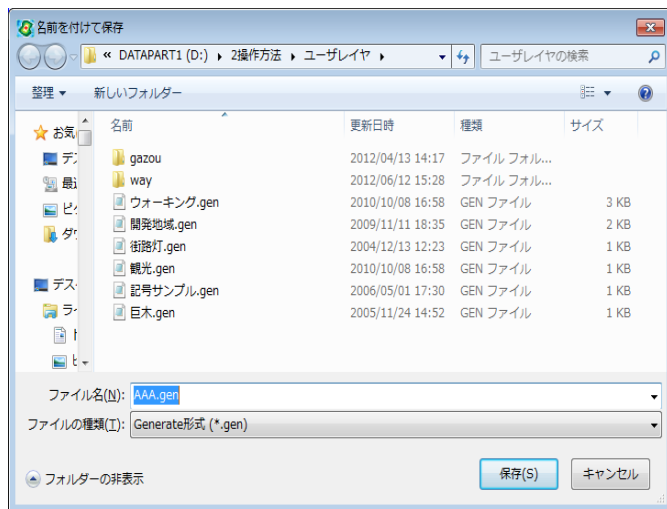 名前を付けて保存
« DATAPART1 (D:) ▸ 2操作方法 ▸ ユーザレイヤ ▸ ユーザレイヤの検索
整理 ▼ 新しいフォルダー
名前 更新日時 種類 サイズ
お気
gazou 2012/04/13 14:17 ファイル フォル...
way 2012/06/12 15:28 ファイル フォル...
最
ウォーキング.gen 2010/10/08 16:58 GEN ファイル 3 KB
開発地域.gen 2009/11/11 18:35 GEN ファイル 2 KB
街路灯.gen 2004/12/13 12:23 GEN ファイル 1 KB
観光.gen 2010/10/08 16:58 GEN ファイル 1 KB
デス
記号サンプル.gen 2006/05/01 17:30 GEN ファイル 1 KB
巨木.gen 2005/11/24 14:52 GEN ファイル 1 KB
ファイル名(N): AAA.gen
ファイルの種類(T): Generate形式 (*.gen)
フォルダーの非表示 保存(S) キャンセル